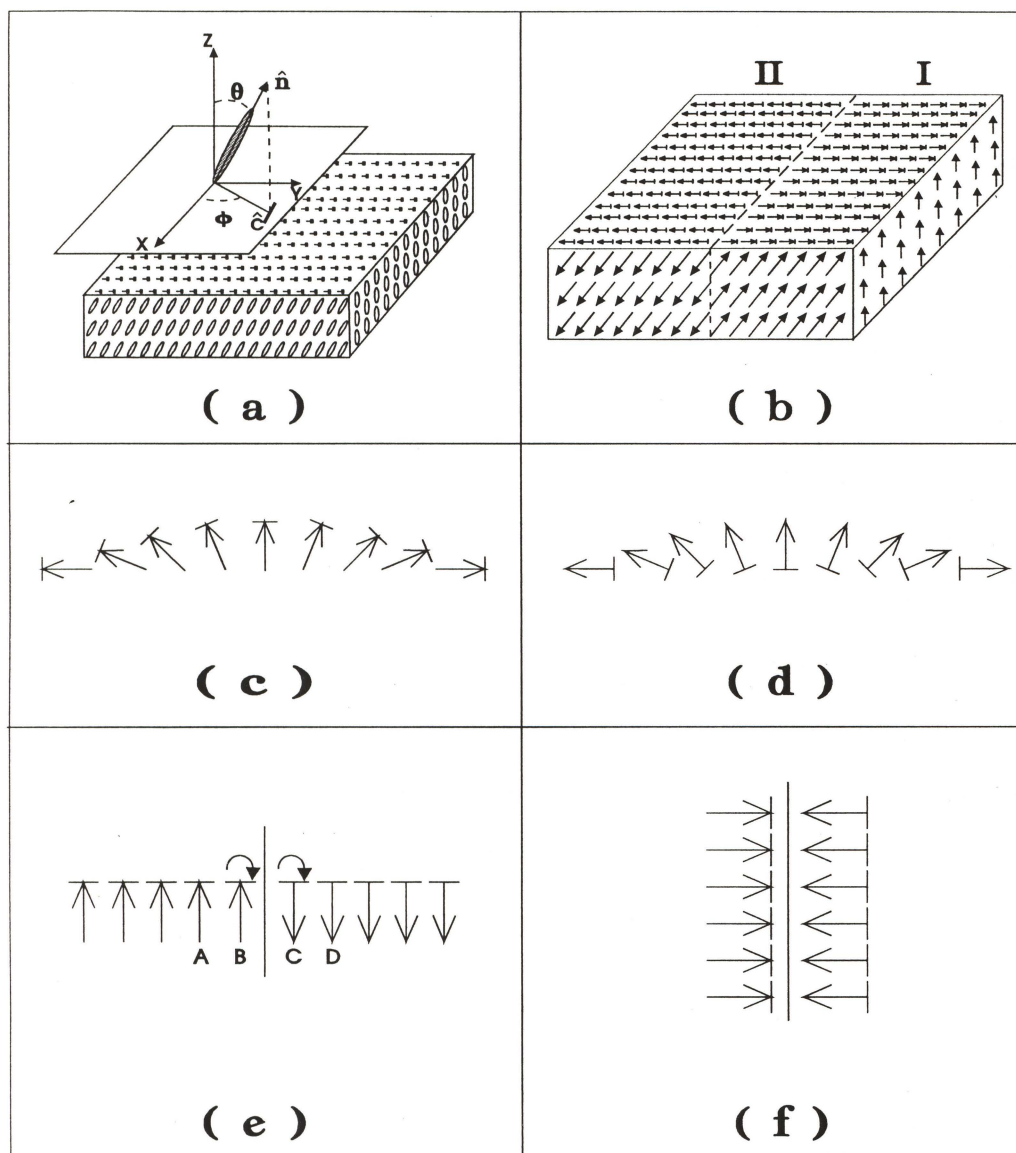 Z
θ
n̂
Y
Φ
ĉ
X
( a )
II I
( b )
( c )
( d )
A B C D
( e )
( f )